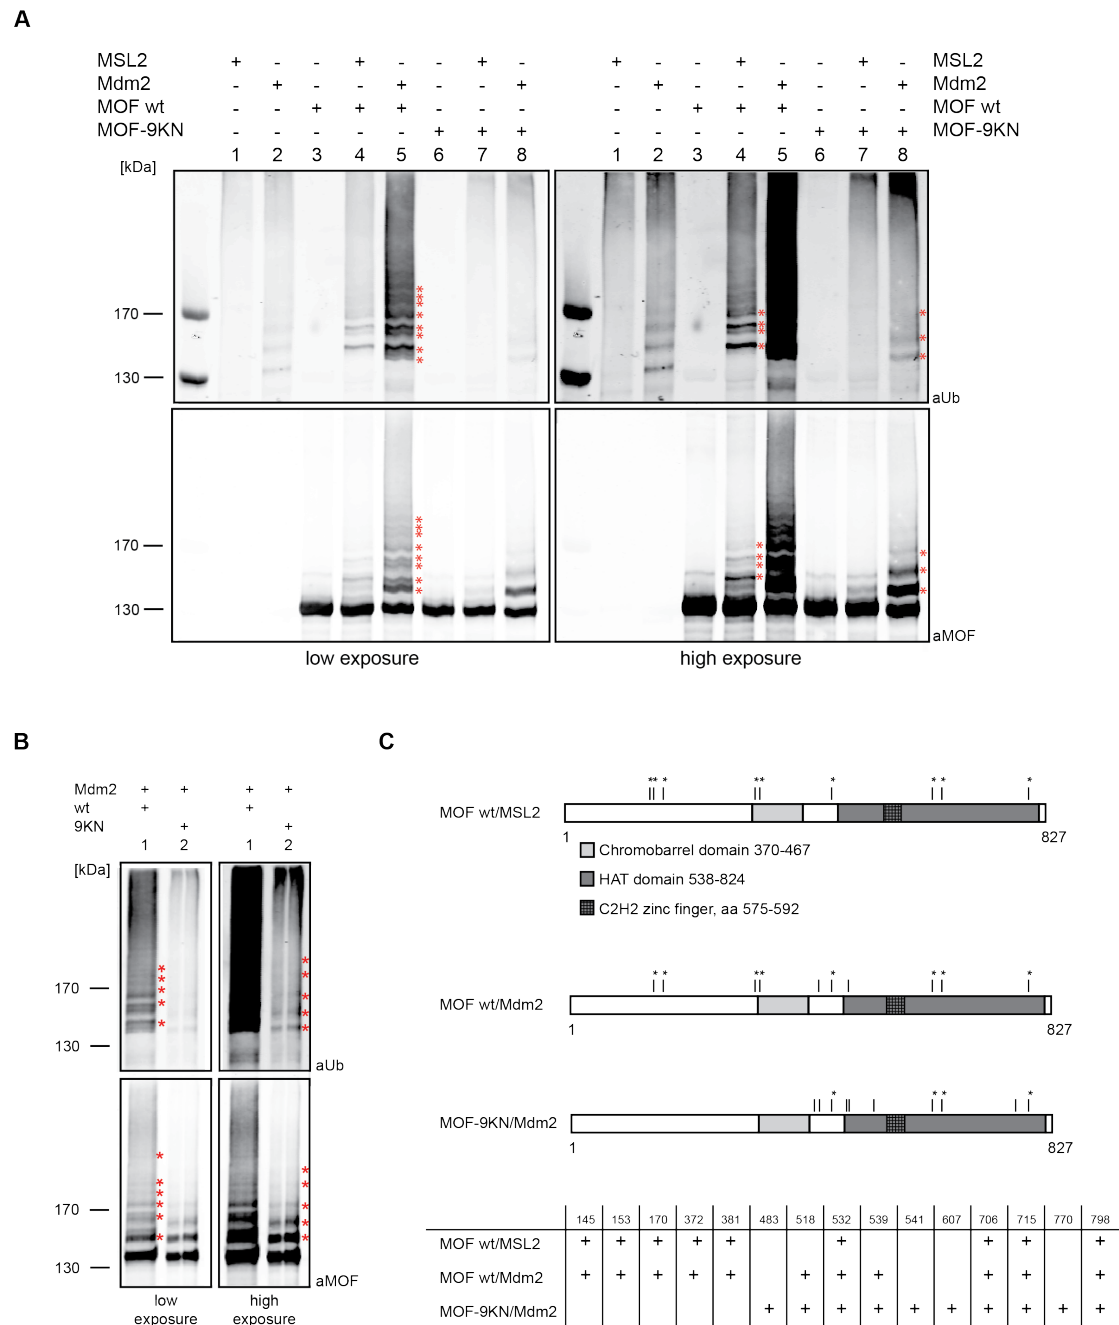 A
MSL2 - + - - + - - + - - + - - + - - + - MSL2
Mdm2 - - + - - + - - + - - + - - + - - + Mdm2
MOF wt - - - + + + - - - - - - + + + - - - MOF wt
MOF-9KN - - - - - - + + + - - - - - - + + + MOF-9KN
[kDa] 1 2 3 4 5 6 7 8 1 2 3 4 5 6 7 8
170
130
aUb
170
130
aMOF
low exposure high exposure
B
Mdm2 + + + +
wt + +
9KN + +
1 2 1 2
[kDa]
170
130
aUb
170
130
aMOF
low exposure
high exposure
C
** * ** * * * *
MOF wt/MSL2
1 827
Chromobarrel domain 370-467
HAT domain 538-824
C2H2 zinc finger, aa 575-592
* * ** * * * *
MOF wt/Mdm2
1 827
* * * *
MOF-9KN/Mdm2
1 827
145 153 170 372 381 483 518 532 539 541 607 706 715 770 798
MOF wt/MSL2 + + + + + + + + +
MOF wt/Mdm2 + + + + + + + + + + +
MOF-9KN/Mdm2 + + + + + + + + + +